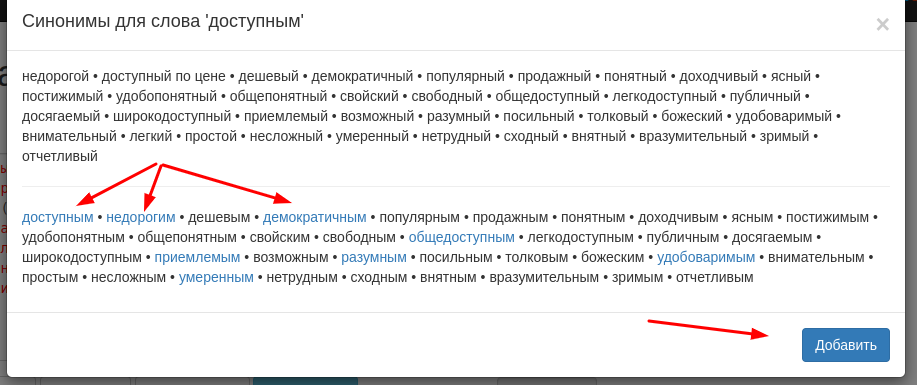 Синонимы для слова 'доступным'
×
недорогой • доступный по цене • дешевый • демократичный • популярный • продажный • понятный • доходчивый • ясный •
постижимый • удобопонятный • общепонятный • свойский • свободный • общедоступный • легкодоступный • публичный •
досягаемый • широкодоступный • приемлемый • возможный • разумный • посильный • толковый • божеский • удобоваримый •
внимательный • легкий • простой • несложный • умеренный • нетрудный • сходный • внятный • вразумительный • зримый •
отчетливый
доступным • недорогим • дешевым • демократичным • популярным • продажным • понятным • доходчивым • ясным • постижимым •
удобопонятным • общепонятным • свойским • свободным • общедоступным • легкодоступным • публичным • досягаемым •
широкодоступным • приемлемым • возможным • разумным • посильным • толковым • божеским • удобоваримым • внимательным •
простым • несложным • умеренным • нетрудным • сходным • внятным • вразумительным • зримым • отчетливым
Добавить